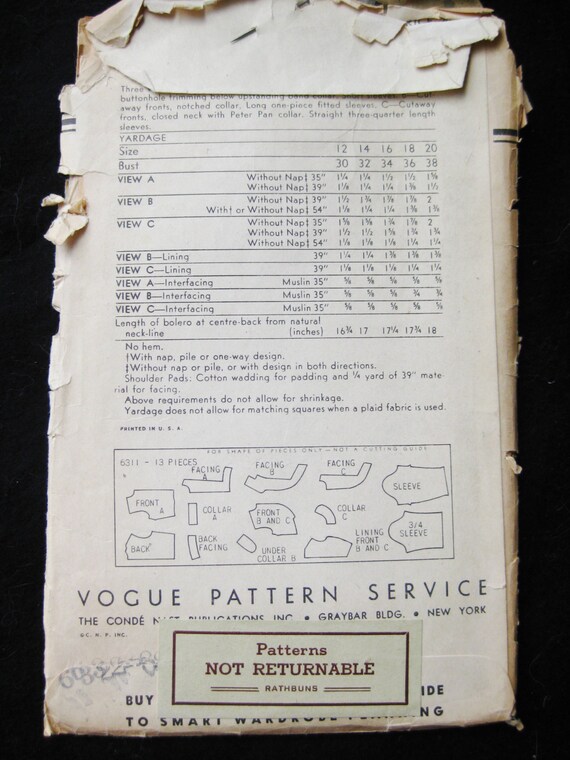 Three
buttonhole trimming below upstanding band collar.
away fronts, notched collar. Long one-piece fitted sleeves. C—Cutaway
fronts, closed neck with Peter Pan collar. Straight three-quarter length
sleeves.
YARDAGE
Size 12 14 16 18 20
Bust 30 32 34 36 38
VIEW A Without Nap‡ 35" 1¼ 1¼ 1½ 1½ 1⅝
Without Nap‡ 39" 1⅛ 1¼ 1¼ 1⅜ 1½
VIEW B Without Nap‡ 39" 1½ 1¾ 1⅞ 1⅞ 2
With† or Without Nap‡ 54" 1⅛ 1¼ 1¼ 1⅜ 1⅜
VIEW C Without Nap‡ 35" 1⅝ 1⅝ 1¾ 1⅞ 2
Without Nap‡ 39" 1½ 1½ 1⅝ 1¾ 1¾
Without Nap‡ 54" 1⅛ 1⅛ 1⅛ 1¼ 1¼
VIEW B—Lining 39" 1¼ 1¼ 1⅜ 1⅜ 1⅜
VIEW C—Lining 39" 1⅛ 1⅛ 1⅛ 1¼ 1¼
VIEW A—Interfacing Muslin 35" ⅝ ⅝ ⅝ ⅝ ⅝
VIEW B—Interfacing Muslin 35" ⅝ ⅝ ⅝ ¾ ¾
VIEW C—Interfacing Muslin 35" ⅝ ⅝ ⅝ ⅝ ⅝
Length of bolero at centre-back from natural
neck-line (inches) 16¾ 17 17¼ 17¾ 18
No hem.
†With nap, pile or one-way design.
‡Without nap or pile, or with design in both directions.
Shoulder Pads: Cotton wadding for padding and ¼ yard of 39" mate-
rial for facing.
Above requirements do not allow for shrinkage.
Yardage does not allow for matching squares when a plaid fabric is used.
PRINTED IN U. S. A.
FOR SHAPE OF PIECES ONLY—NOT A CUTTING GUIDE
6311 - 13 PIECES
FACING A
FACING B
FACING C
SLEEVE
FRONT A
COLLAR A
FRONT B AND C
COLLAR C
3/4 SLEEVE
BACK
BACK FACING
UNDER COLLAR B
LINING FRONT B AND C
VOGUE PATTERN SERVICE
THE CONDÉ NAST PUBLICATIONS INC. • GRAYBAR BLDG. • NEW YORK
©C. N. P. INC.
Patterns
NOT RETURNABLE
RATHBUNS
BUY IDE
TO SMART WARDROBE PLANNING